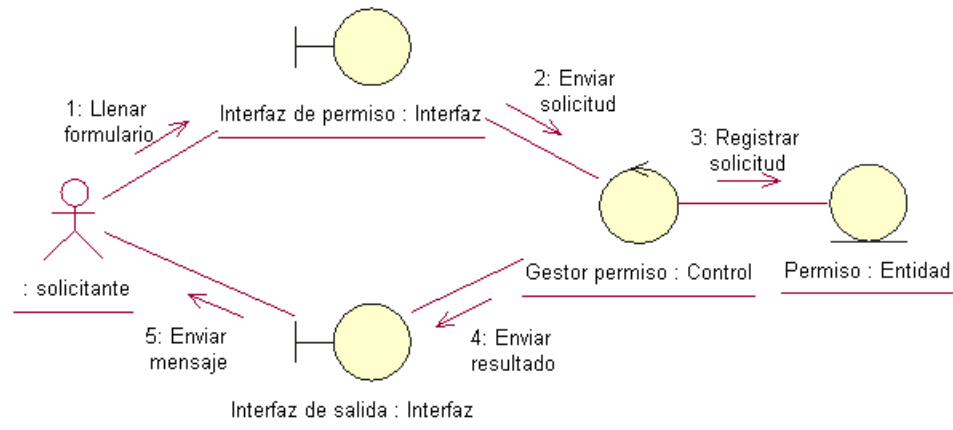 1: Llenar
formulario
Interfaz de permiso : Interfaz
2: Enviar
solicitud
3: Registrar
solicitud
: solicitante
Gestor permiso : Control
Permiso : Entidad
5: Enviar
mensaje
4: Enviar
resultado
Interfaz de salida : Interfaz